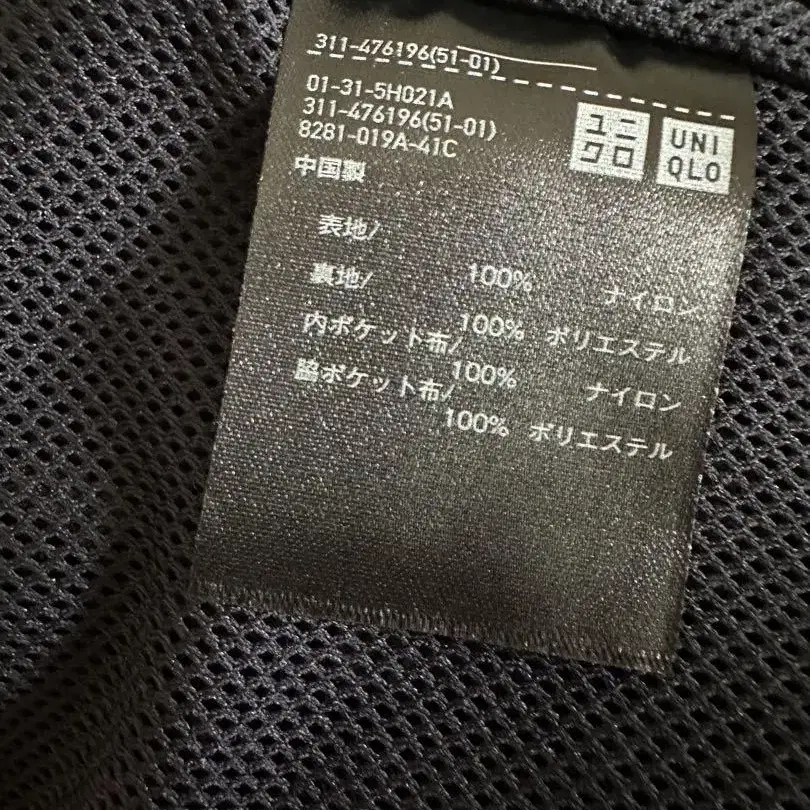 311-476196(51-01)
01-31-5H021A
311-476196(51-01)
8281-019A-41C
ユニ
クロ
UNI
QLO
中国製
表地/
100% ナイロン
裏地/
100% ポリエステル
内ポケット布/
100% ナイロン
脇ポケット布/
100% ポリエステル